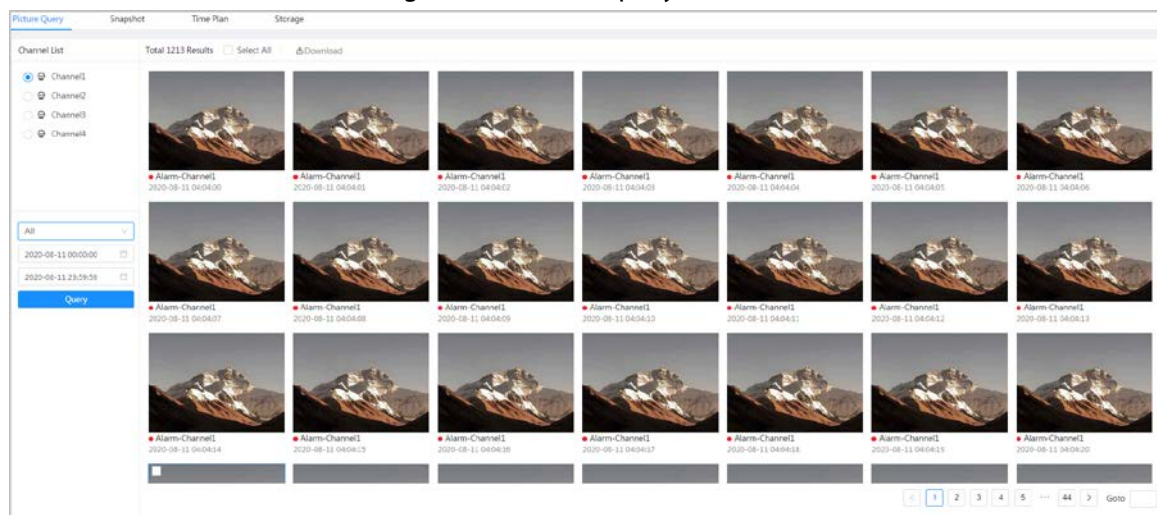 Picture Query Snapshot Time Plan Storage
Channel List Total 1213 Results Select All Download
Channel1
Channel2
Channel3
Channel4
Alarm-Channel1 Alarm-Channel1 Alarm-Channel1 Alarm-Channel1 Alarm-Channel1 Alarm-Channel1 Alarm-Channel1
2020-08-11 04:04:00 2020-08-11 04:04:01 2020-08-11 04:04:02 2020-08-11 04:04:03 2020-08-11 04:04:04 2020-08-11 04:04:05 2020-08-11 04:04:06
All
2020-08-11 00:00:00
2020-08-11 23:59:59
Query
Alarm-Channel1 Alarm-Channel1 Alarm-Channel1 Alarm-Channel1 Alarm-Channel1 Alarm-Channel1 Alarm-Channel1
2020-08-11 04:04:07 2020-08-11 04:04:08 2020-08-11 04:04:09 2020-08-11 04:04:10 2020-08-11 04:04:11 2020-08-11 04:04:12 2020-08-11 04:04:13
Alarm-Channel1 Alarm-Channel1 Alarm-Channel1 Alarm-Channel1 Alarm-Channel1 Alarm-Channel1 Alarm-Channel1
2020-08-11 04:04:14 2020-08-11 04:04:15 2020-08-11 04:04:16 2020-08-11 04:04:17 2020-08-11 04:04:18 2020-08-11 04:04:19 2020-08-11 04:04:20
< 1 2 3 4 5 ··· 44 > Goto